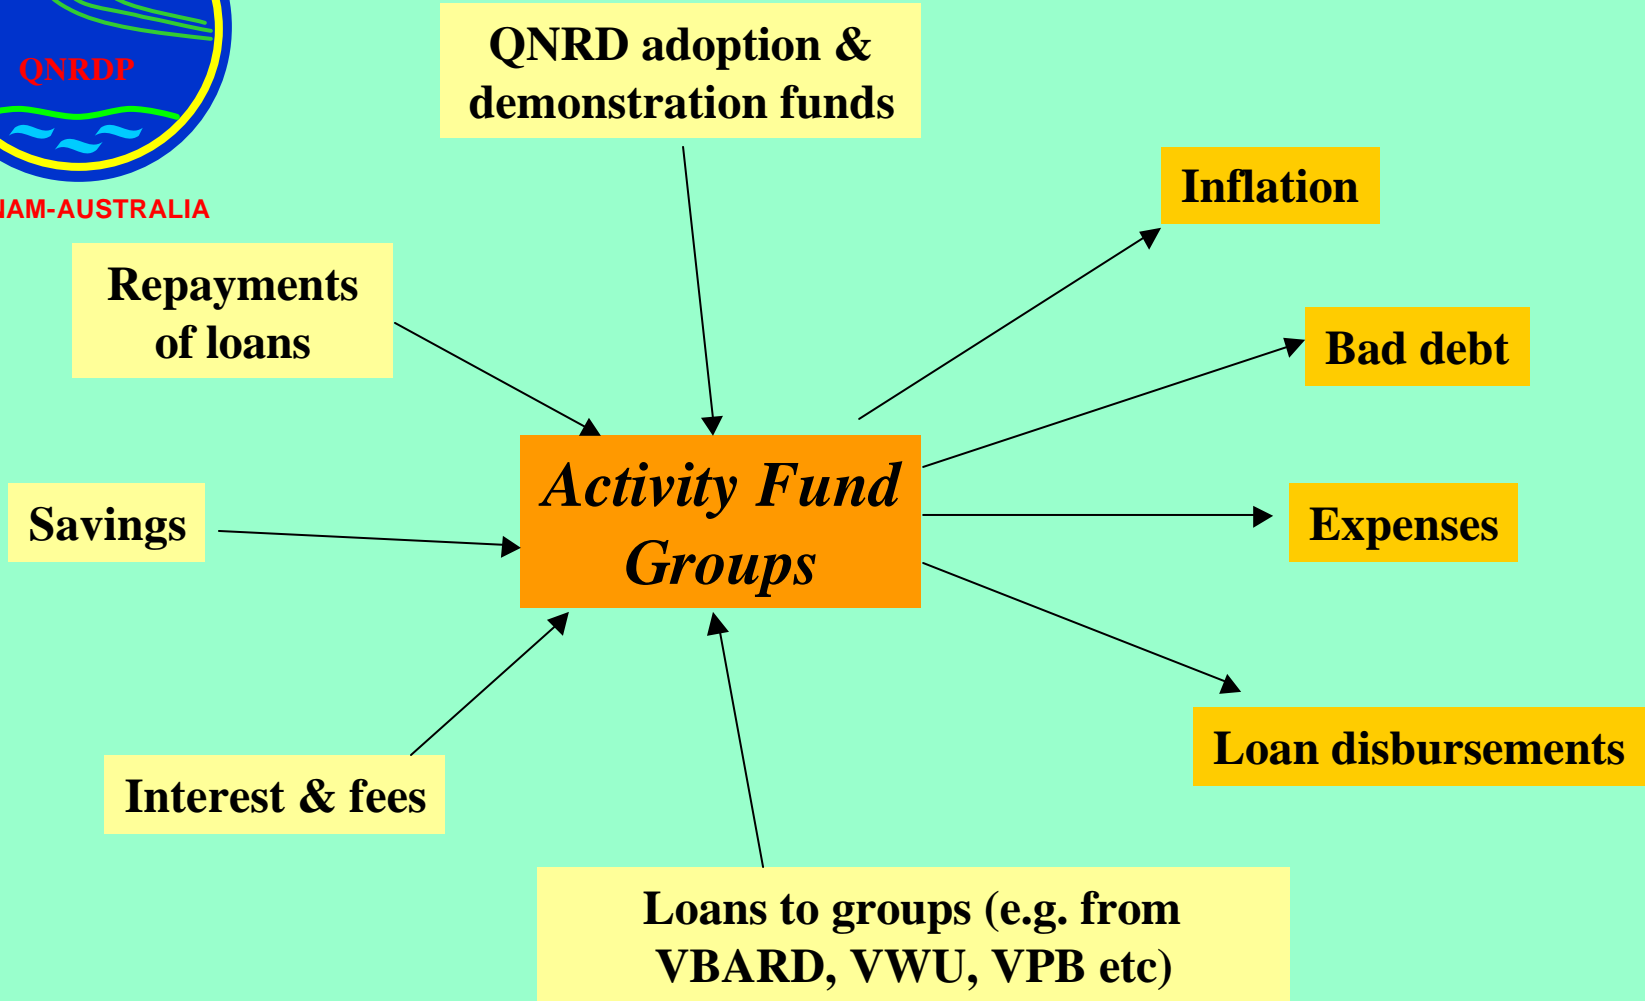 QNRDP
NAM-AUSTRALIA
QNRD adoption &
demonstration funds
Inflation
Repayments
of loans
Bad debt
Activity Fund
Groups
Savings
Expenses
Loan disbursements
Interest & fees
Loans to groups (e.g. from
VBARD, VWU, VPB etc)